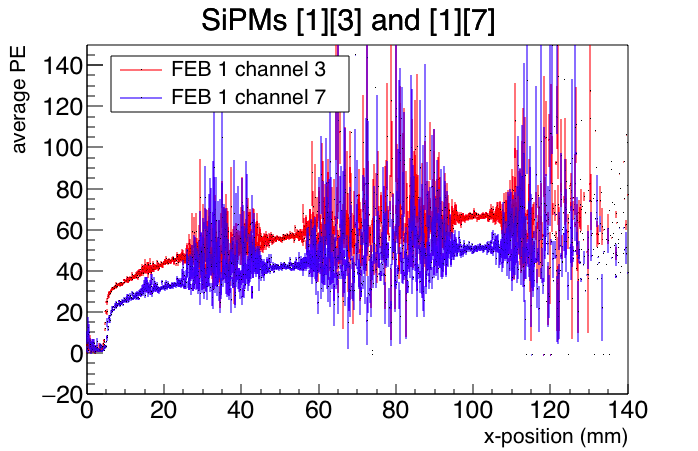 SiPMs [1][3] and [1][7]
average PE
FEB 1 channel 3
FEB 1 channel 7
140
120
100
80
60
40
20
0
−20
0 20 40 60 80 100 120 140
x-position (mm)